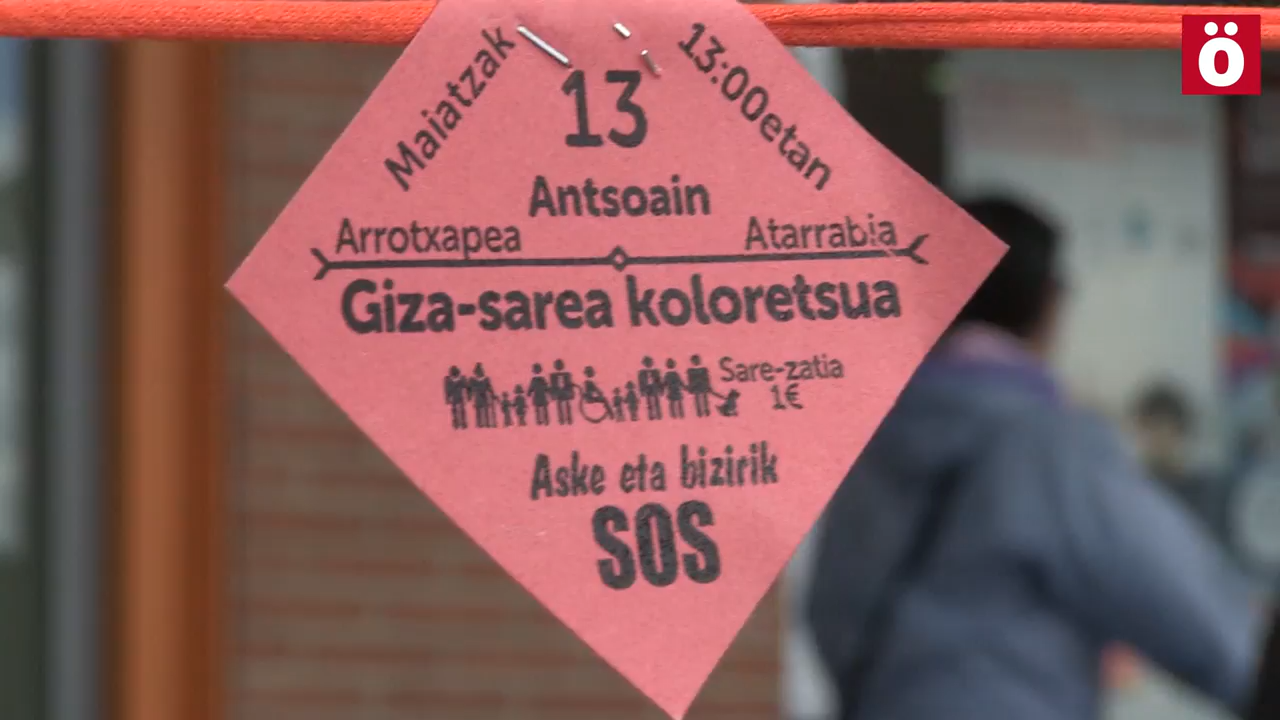 Maiatzak
13
13:00etan
Antsoain
Arrotxapea
Atarrabia
Giza-sarea koloretsua
Sare-zatia
1€
Aske eta bizirik
SOS
ö